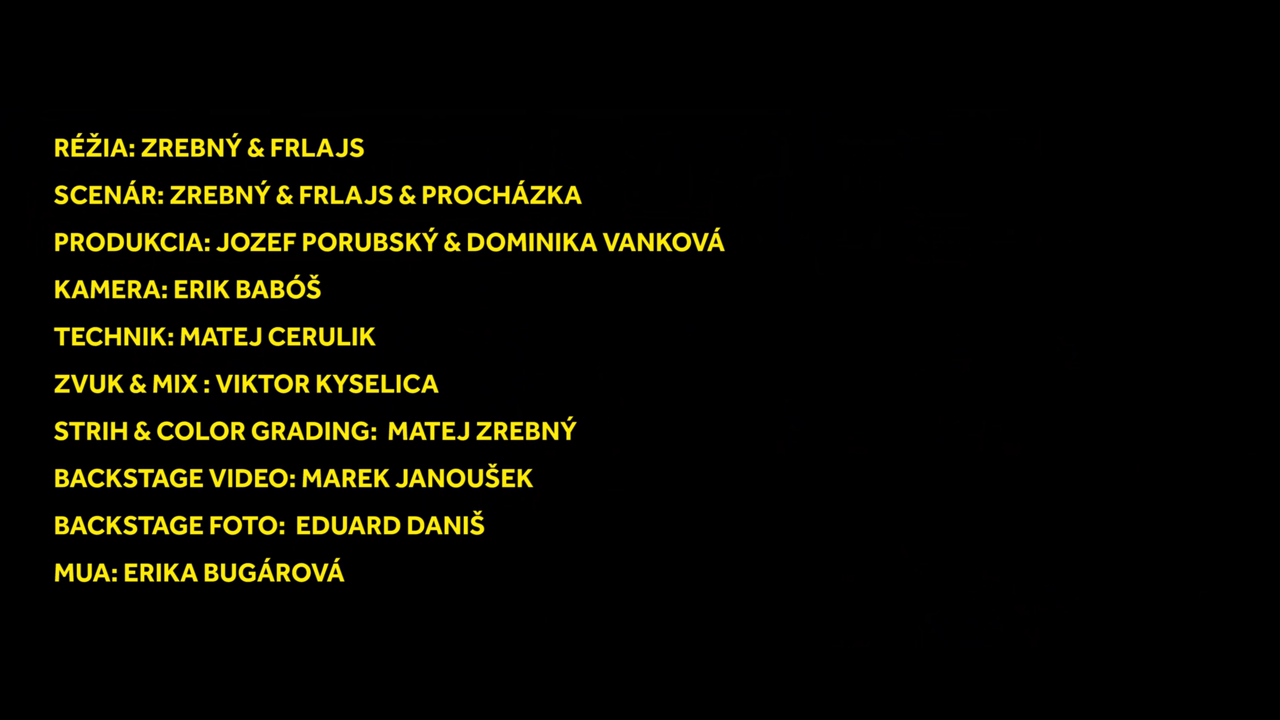 RÉŽIA: ZREBNÝ & FRLAJS
SCENÁR: ZREBNÝ & FRLAJS & PROCHÁZKA
PRODUKCIA: JOZEF PORUBSKÝ & DOMINIKA VANKOVÁ
KAMERA: ERIK BABÓŠ
TECHNIK: MATEJ CERULIK
ZVUK & MIX : VIKTOR KYSELICA
STRIH & COLOR GRADING:  MATEJ ZREBNÝ
BACKSTAGE VIDEO: MAREK JANOUŠEK
BACKSTAGE FOTO:  EDUARD DANIŠ
MUA: ERIKA BUGÁROVÁ